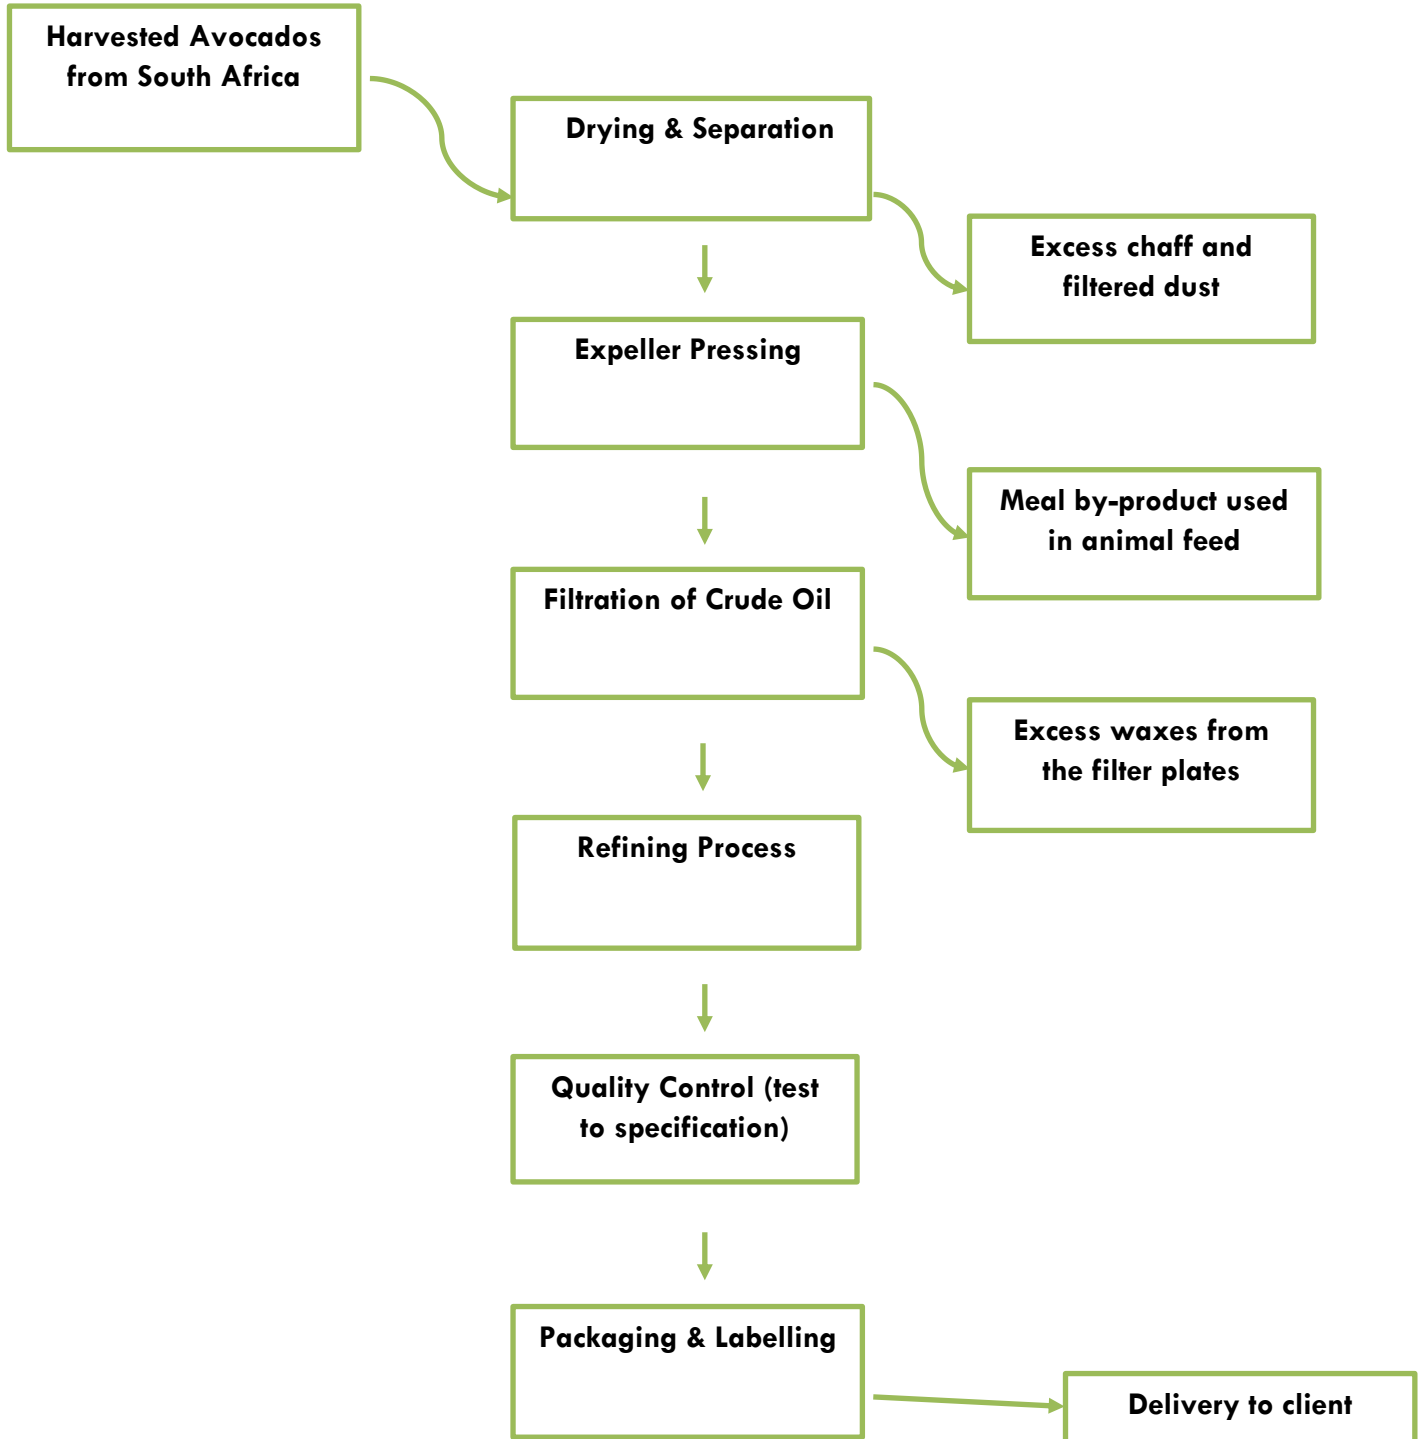 Harvested Avocados
from South Africa
Drying & Separation
Excess chaff and
filtered dust
Expeller Pressing
Meal by-product used
in animal feed
Filtration of Crude Oil
Excess waxes from
the filter plates
Refining Process
Quality Control (test
to specification)
Packaging & Labelling
Delivery to client